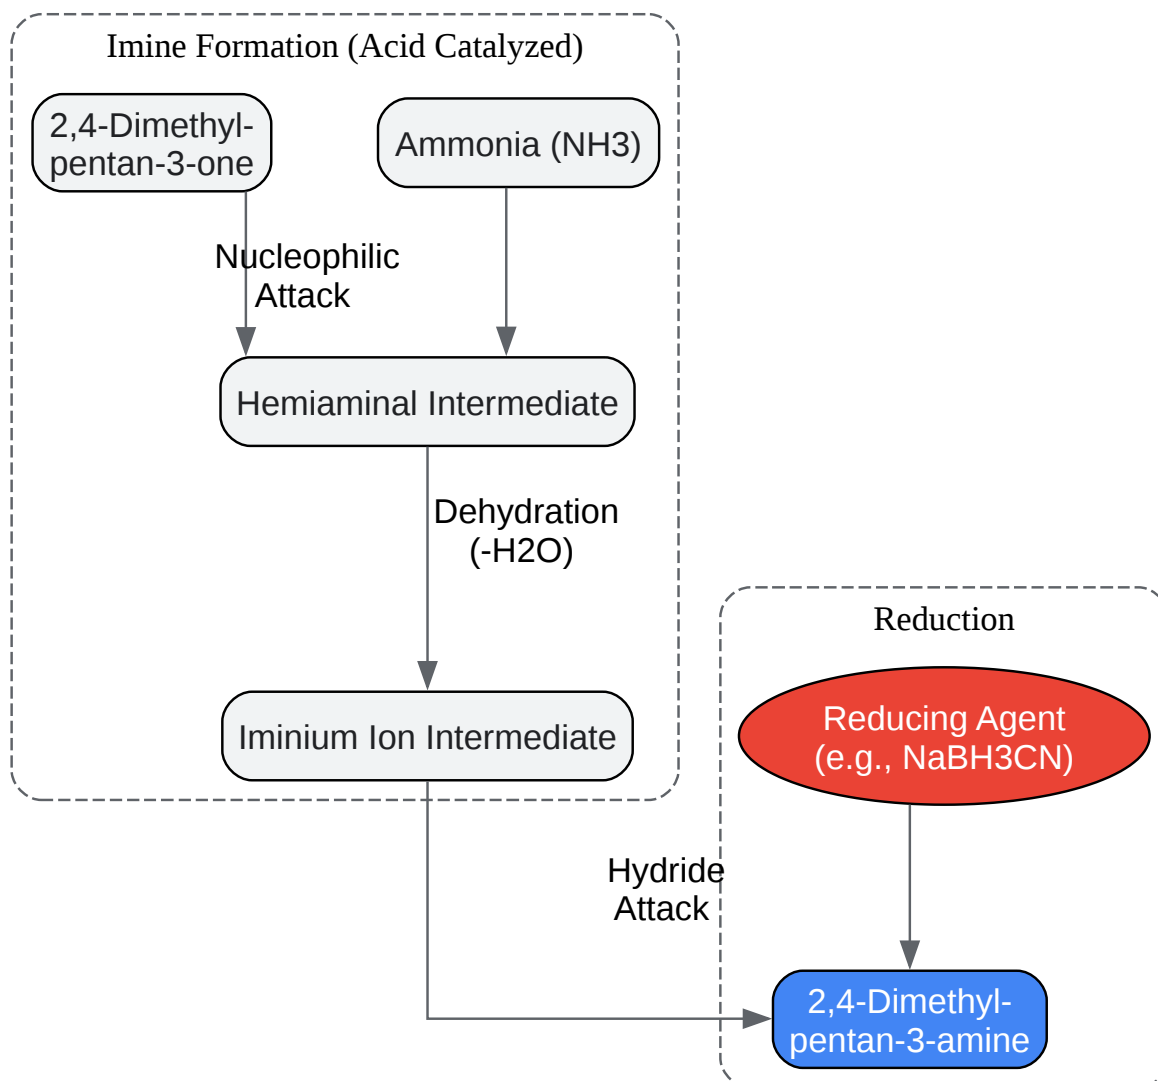 Imine Formation (Acid Catalyzed)
2,4-Dimethyl-
pentan-3-one
Ammonia (NH3)
Nucleophilic
Attack
Hemiaminal Intermediate
Dehydration
(-H2O)
Iminium Ion Intermediate
Reduction
Reducing Agent
(e.g., NaBH3CN)
Hydride
Attack
2,4-Dimethyl-
pentan-3-amine